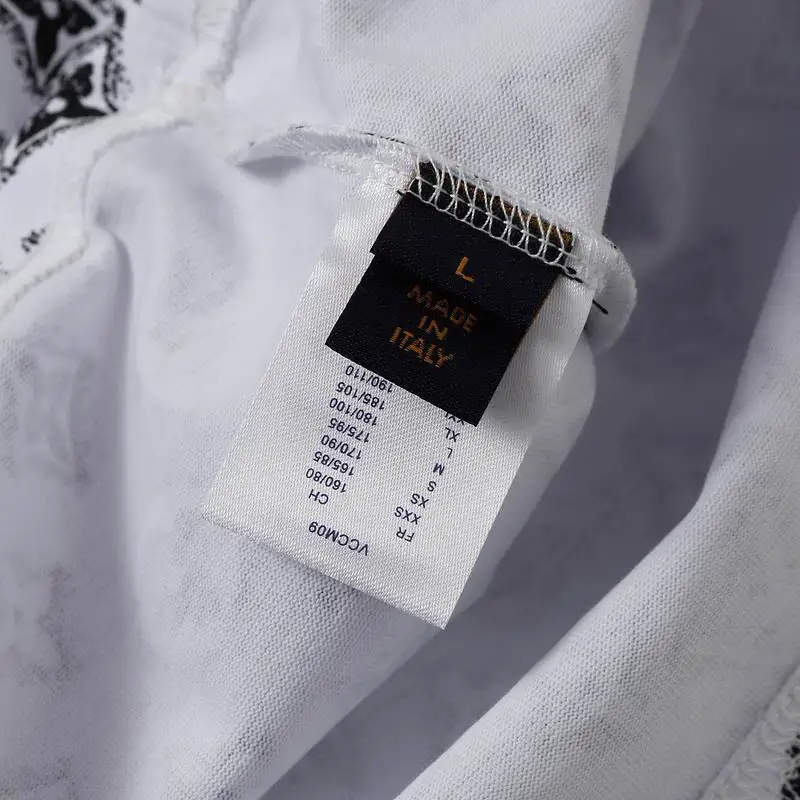 L
MADE
IN
ITALY
VCCM09
FR CH
XXS 160/80
XS 165/85
S 170/90
M 175/95
L 180/100
XL 185/105
XXL 190/110